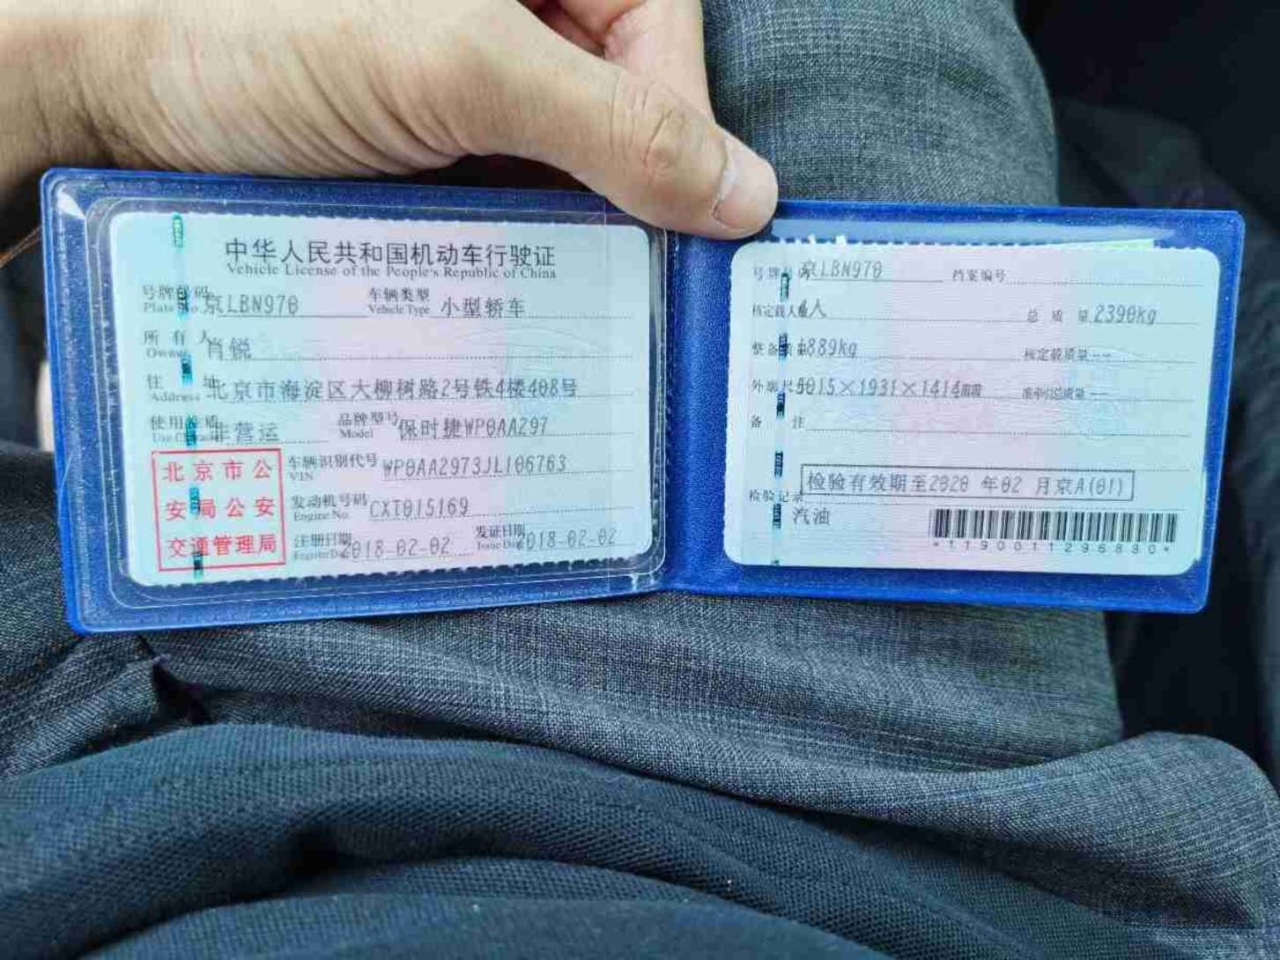 中华人民共和国机动车行驶证
Vehicle License of the People's Republic of China
号牌号码 京LBN970 车辆类型 小型轿车
Plate No. Vehicle Type
所有人 肖锐
Owner
住 址 北京市海淀区大柳树路2号铁4楼408号
Address
使用性质 非营运 品牌型号 保时捷WP0AA297
Model
北京市公
安局公安
交通管理局
车辆识别代号 WP0AA2973JL106763
VIN
发动机号码 CXT015169
Engine No.
注册日期 2018-02-02 发证日期 2018-02-02
Register Date Issue Date
号牌号码 京LBN970 档案编号
核定载人数 人 总质量 2390kg
整备质量 1889kg 核定载质量 --
外廓尺寸 5015×1931×1414mm 准牵引总质量 --
备 注
检验有效期至2020 年02 月京A(01)
检验记录
汽油
*1190011296880*